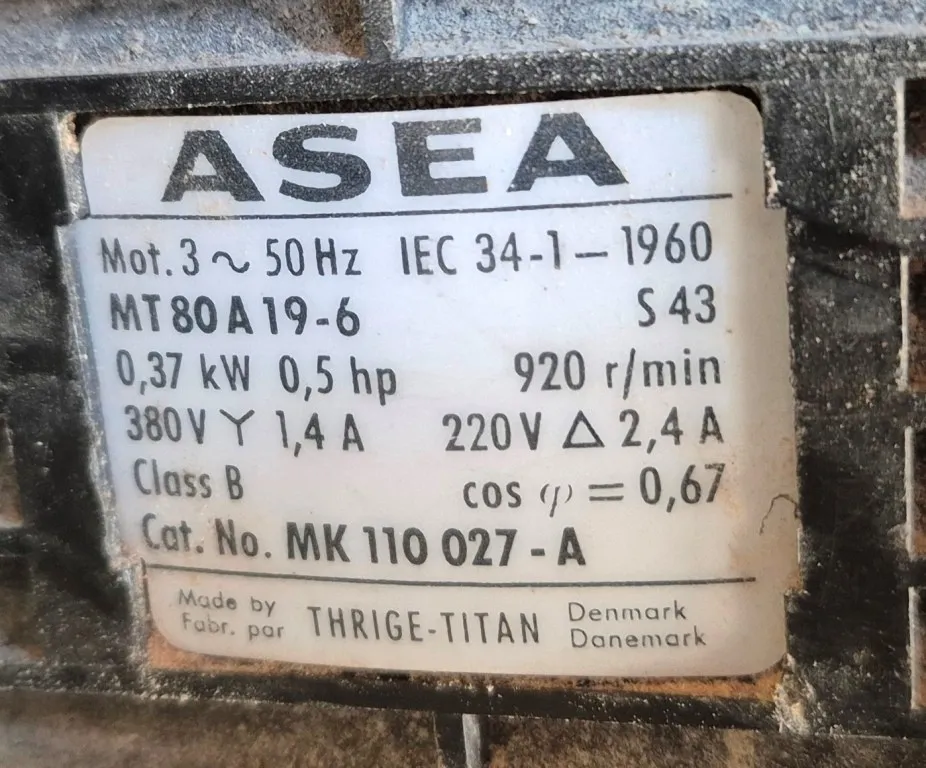 ASEA
Mot. 3 ~ 50 Hz IEC 34-1 – 1960
MT 80 A 19-6 S 43
0,37 kW 0,5 hp 920 r/min
380 V Y 1,4 A 220 V Δ 2,4 A
Class B cos φ = 0,67
Cat. No. MK 110 027 - A
Made by THRIGE-TITAN Denmark
Fabr. par Danemark